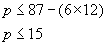 p ≤ 87 − (6×12)
p ≤ 15